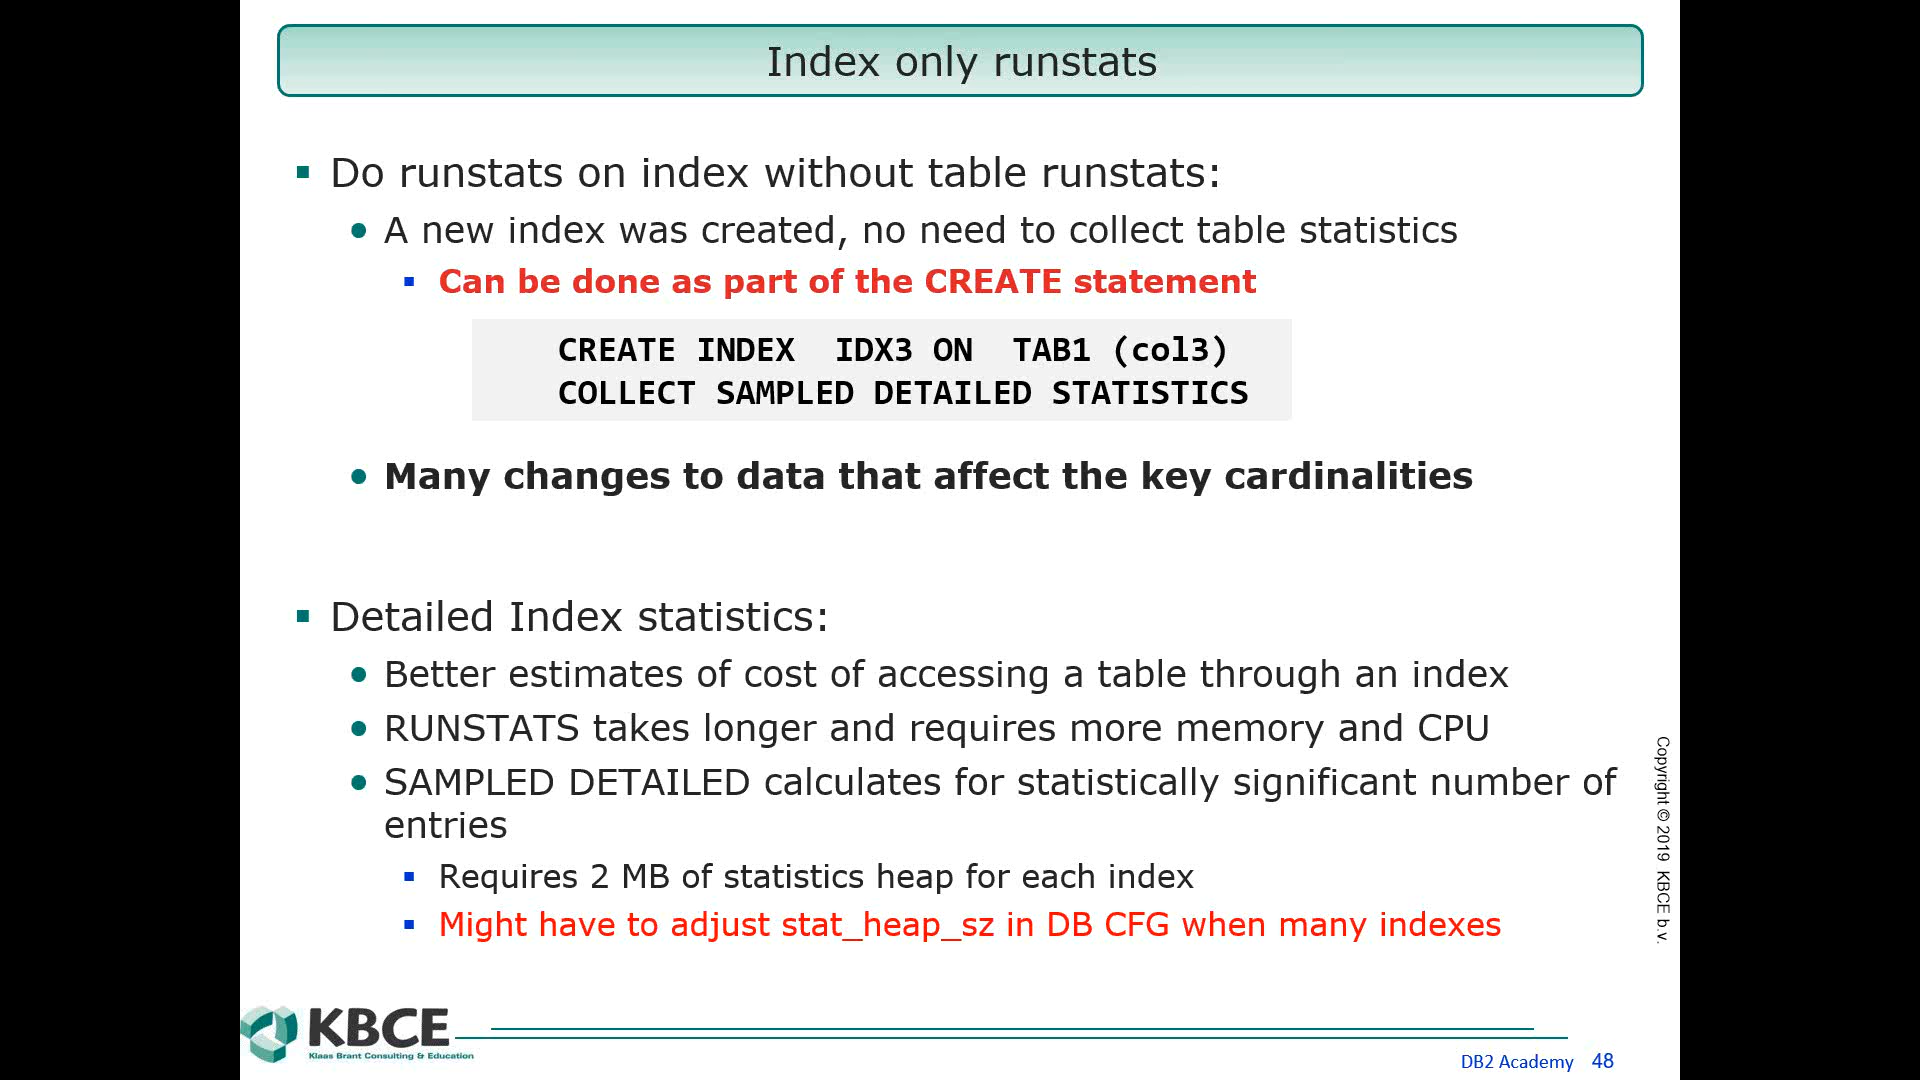 Index only runstats
Do runstats on index without table runstats:
A new index was created, no need to collect table statistics
Can be done as part of the CREATE statement
CREATE INDEX  IDX3 ON  TAB1 (col3)
COLLECT SAMPLED DETAILED STATISTICS
Many changes to data that affect the key cardinalities
Detailed Index statistics:
Better estimates of cost of accessing a table through an index
RUNSTATS takes longer and requires more memory and CPU
SAMPLED DETAILED calculates for statistically significant number of
entries
Requires 2 MB of statistics heap for each index
Might have to adjust stat_heap_sz in DB CFG when many indexes
Copyright © 2019 KBCE b.v.
KBCE
Klaas Brant Consulting & Education
DB2 Academy 48